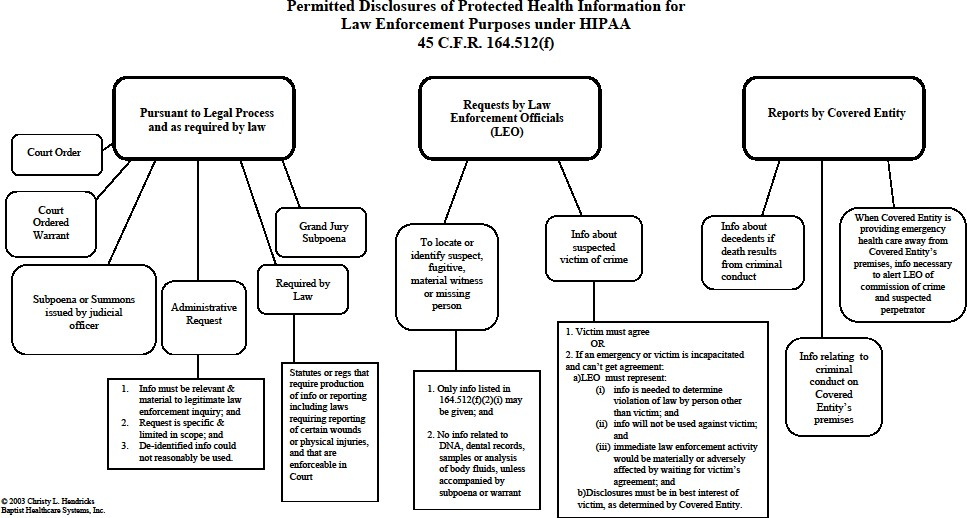 Permitted Disclosures of Protected Health Information for
Law Enforcement Purposes under HIPAA
45 C.F.R. 164.512(f)
Pursuant to Legal Process
and as required by law
Court Order
Court
Ordered
Warrant
Subpoena or Summons
issued by judicial
officer
Administrative
Request
1. Info must be relevant &
material to legitimate law
enforcement inquiry; and
2. Request is specific &
limited in scope; and
3. De-identified info could
not reasonably be used.
Grand Jury
Subpoena
Required by
Law
Statutes or regs that
require production
of info or reporting
including laws
requiring reporting
of certain wounds
or physical injuries,
and that are
enforceable in
Court
Requests by Law
Enforcement Officials
(LEO)
To locate or
identify suspect,
fugitive,
material witness
or missing
person
1. Only info listed in
164.512(f)(2)(i) may
be given; and
2. No info related to
DNA, dental records,
samples or analysis
of body fluids, unless
accompanied by
subpoena or warrant
Info about
suspected
victim of crime
1. Victim must agree
OR
2. If an emergency or victim is incapacitated
and can't get agreement:
a)LEO must represent:
(i) info is needed to determine
violation of law by person other
than victim; and
(ii) info will not be used against victim;
and
(iii) immediate law enforcement activity
would be materially or adversely
affected by waiting for victim's
agreement; and
b)Disclosures must be in best interest of
victim, as determined by Covered Entity.
Reports by Covered Entity
Info about
decedents if
death results
from criminal
conduct
Info relating to
criminal
conduct on
Covered
Entity's
premises
When Covered Entity is
providing emergency
health care away from
Covered Entity's
premises, info necessary
to alert LEO of
commission of crime
and suspected
perpetrator
© 2003 Christy L. Hendricks
Baptist Healthcare Systems, Inc.